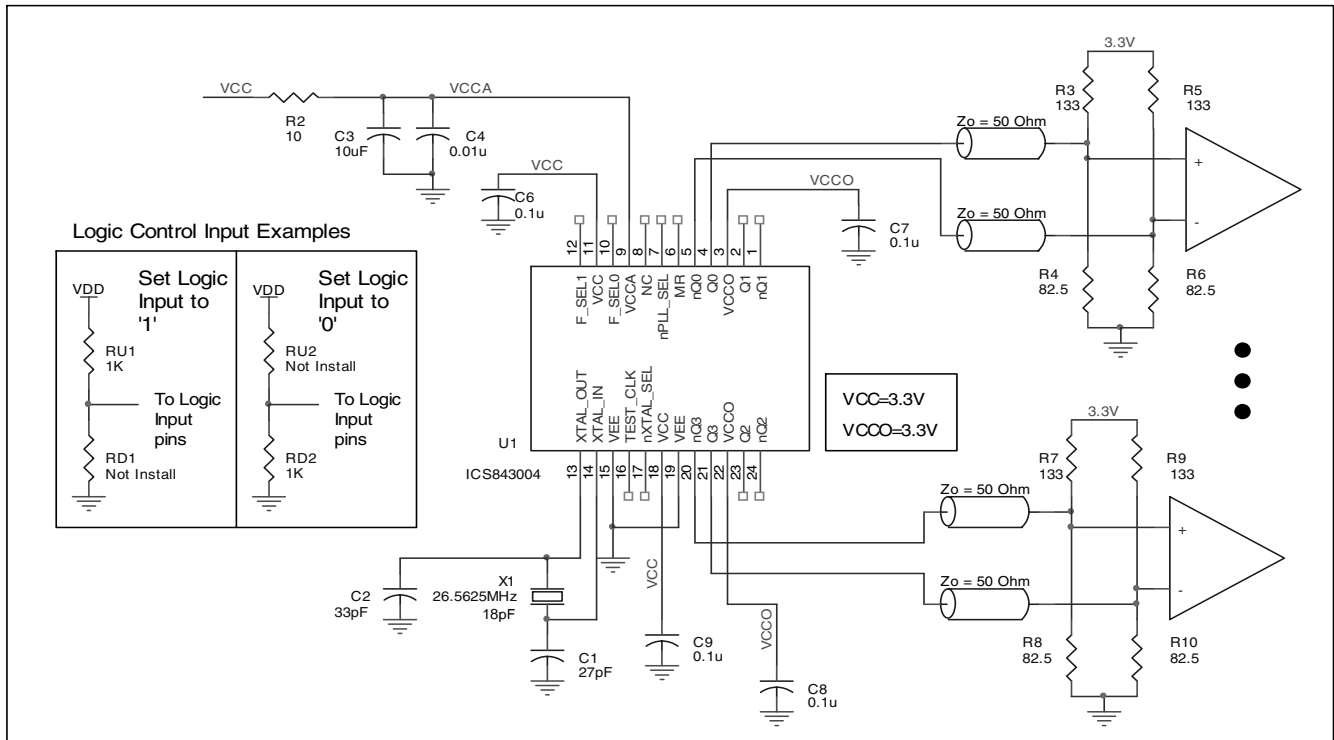 VCC
R2
10
VCCA
C3
10uF
C4
0.01u
VCC
C6
0.1u
VCCO
C7
0.1u
Zo = 50 Ohm
Zo = 50 Ohm
3.3V
R3
133
R5
133
+
-
R4
82.5
R6
82.5
Logic Control Input Examples
Set Logic
Input to
'1'
VDD
RU1
1K
To Logic
Input
pins
RD1
Not Install
Set Logic
Input to
'0'
VDD
RU2
Not Install
To Logic
Input
pins
RD2
1K
12
11
10
9
8
7
6
5
4
3
2
1
F_SEL1
VCC
F_SEL0
VCCA
NC
nPLL_SEL
MR
nQ0
Q0
VCCO
Q1
nQ1
XTAL_OUT
XTAL_IN
VEE
TEST_CLK
nXTAL_SEL
VCC
VEE
nQ3
Q3
VCCO
Q2
nQ2
U1
ICS843004
13
14
15
16
17
18
19
20
21
22
23
24
VCC=3.3V
VCCO=3.3V
C2
33pF
X1
26.5625MHz
18pF
C1
27pF
VCC
C9
0.1u
VCCO
C8
0.1u
Zo = 50 Ohm
Zo = 50 Ohm
3.3V
R7
133
R9
133
+
-
R8
82.5
R10
82.5